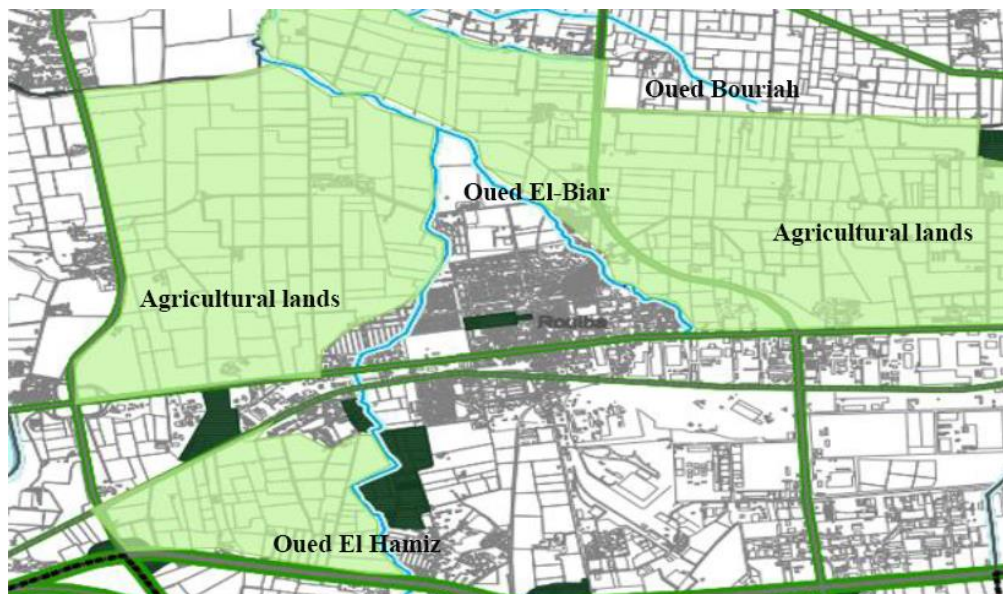 Oued Bouriah
Oued El-Biar
Agricultural lands
Agricultural lands
Rouiba
Oued El Hamiz